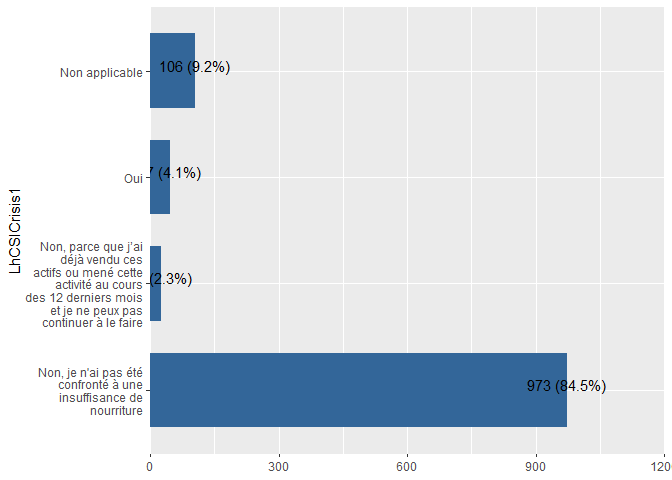 LhCSICrisis1
Non applicable
106 (9.2%)
Oui
7 (4.1%)
Non, parce que j'ai
déjà vendu ces
actifs ou mené cette
activité au cours
des 12 derniers mois
et je ne peux pas
continuer à le faire
(2.3%)
Non, je n'ai pas été
confronté à une
insuffisance de
nourriture
973 (84.5%)
0 300 600 900 120